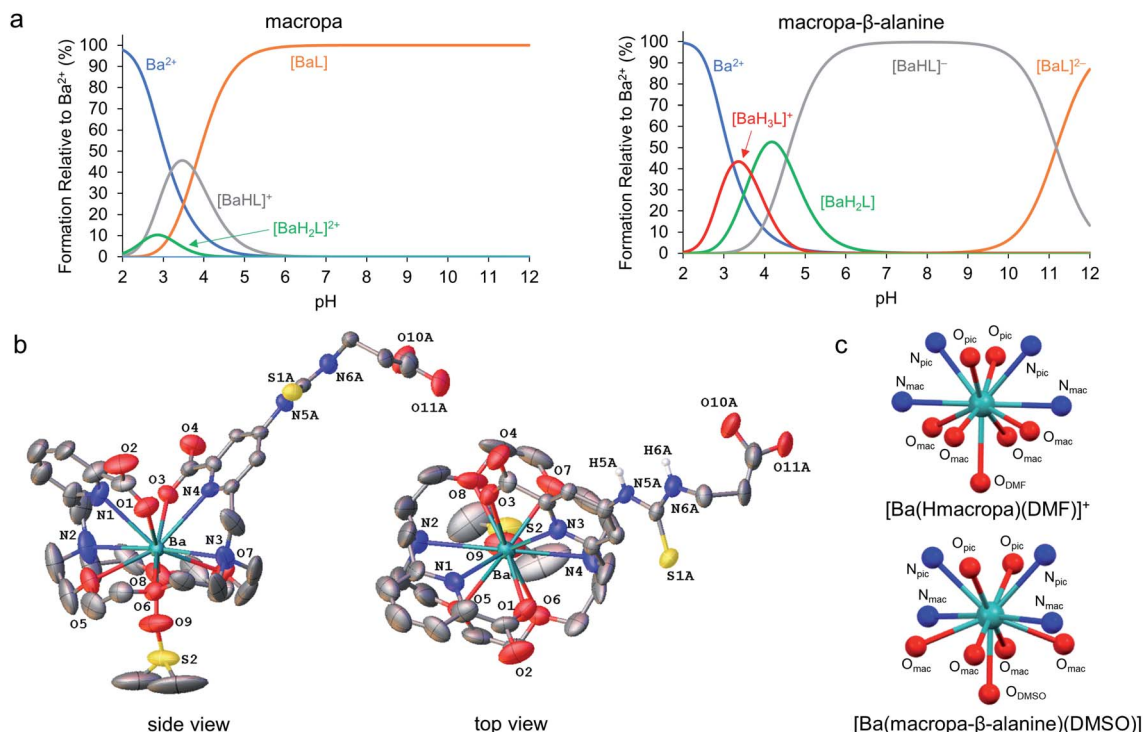 a
macropa
Formation Relative to Ba²⁺ (%)
100
90
80
70
60
50
40
30
20
10
0
Ba²⁺
[BaL]
[BaHL]⁺
[BaH₂L]²⁺
2 3 4 5 6 7 8 9 10 11 12
pH
macropa-β-alanine
Formation Relative to Ba²⁺ (%)
100
90
80
70
60
50
40
30
20
10
0
Ba²⁺
[BaHL]⁻
[BaL]²⁻
[BaH₃L]⁺
[BaH₂L]
2 3 4 5 6 7 8 9 10 11 12
pH
b
O10A
S1A
N6A
O11A
N5A
O2
O4
O3
N4
O1
N1
N2
Ba
N3
O7
O8
O6
O5
O9
S2
side view
O10A
O4
H6A
H5A
O11A
O7
O8
O3
N5A
N6A
N2
S2
N3
O9
Ba
S1A
N1
N4
O5
O1
O6
O2
top view
c
Opic Opic
Npic Npic
Nmac Nmac
Omac Omac
Omac Omac
ODMF
[Ba(Hmacropa)(DMF)]⁺
Opic Opic
Npic Npic
Nmac Nmac
Omac Omac Omac Omac
ODMSO
[Ba(macropa-β-alanine)(DMSO)]